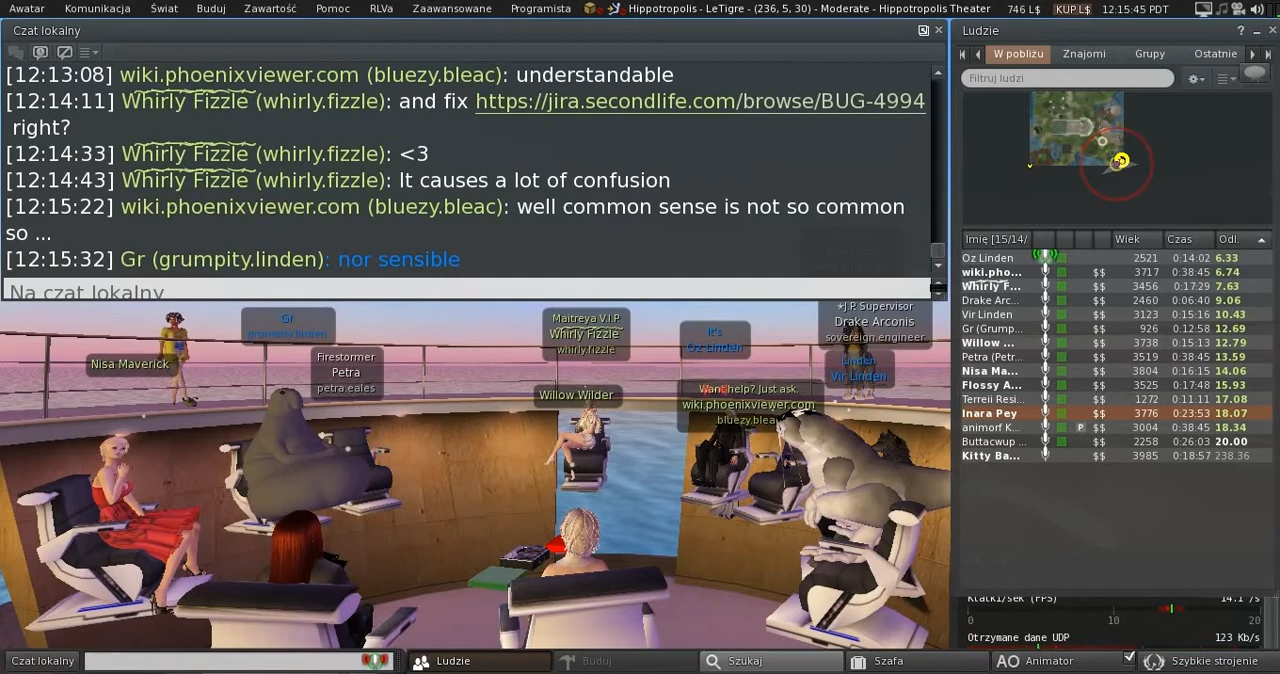 Awatar Komunikacja Świat Buduj Zawartość Pomoc RLVa Zaawansowane Programista Hippotropolis - LeTigre - (236, 5, 30) - Moderate - Hippotropolis Theater 746 L$ KUP L$ 12:15:45 PDT
Czat lokalny
[12:13:08] wiki.phoenixviewer.com (bluezy.bleac): understandable
[12:14:11] Whirly Fizzle (whirly.fizzle): and fix https://jira.secondlife.com/browse/BUG-4994
right?
[12:14:33] Whirly Fizzle (whirly.fizzle): <3
[12:14:43] Whirly Fizzle (whirly.fizzle): It causes a lot of confusion
[12:15:22] wiki.phoenixviewer.com (bluezy.bleac): well common sense is not so common
so ...
[12:15:32] Gr (grumpity.linden): nor sensible
Na czat lokalny
Gr
grumpity.linden
Nisa Maverick
Firestormer
Petra
petra.eales
Maitreya V.I.P.
Whirly Fizzle
whirly.fizzle
Willow Wilder
It's
Oz Linden
J.P. Supervisor
Drake Arconis
sovereign.engineer
Linden
Vir Linden
Want help? Just ask.
wiki.phoenixviewer.com
bluezy.bleac
Ludzie
W pobliżu Znajomi Grupy Ostatnie
Filtruj ludzi
Imię [15/14/ Wiek Czas Odl.
Oz Linden 2521 0:14:02 6.33
wiki.pho... $$ 3717 0:38:45 6.74
Whirly F... $$ 3456 0:17:29 7.63
Drake Arc... $$ 2460 0:06:40 9.06
Vir Linden $$ 3123 0:15:16 10.43
Gr (Grump... $$ 926 0:12:58 12.69
Willow ... $$ 3738 0:15:13 12.79
Petra (Petr... $$ 3519 0:38:45 13.59
Nisa Ma... $$ 3804 0:16:15 14.06
Flossy A... $$ 3525 0:17:48 15.93
Terreii Resi... $$ 1272 0:11:11 17.08
Inara Pey $$ 3776 0:23:53 18.07
animorf K... P $$ 3004 0:38:45 18.34
Buttacwup ... $$ 2258 0:26:03 20.00
Kitty Ba... $$ 3985 0:18:57 238.36
Klatki/sek (FPS) 14.1 /s
0 10 20
Otrzymane dane UDP 123 Kb/s
Czat lokalny Ludzie Buduj Szukaj Szafa AO Animator Szybkie strojenie